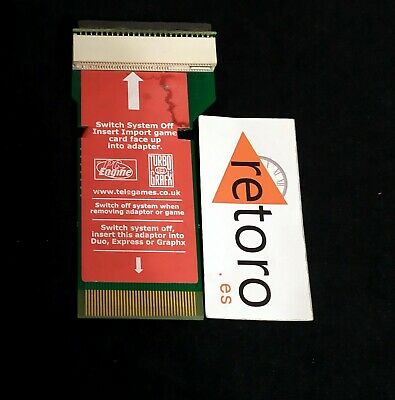 Switch System Off
Insert Import game
card face up
into adapter.
PC Engine
TURBO
GRAFX
www.telegames.co.uk
Switch off system when
removing adaptor or game
Switch system off,
insert this adaptor into
Duo, Express or Graphx
retoro
.es